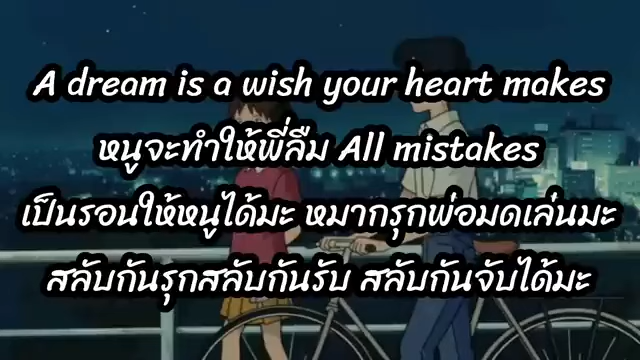 A dream is a wish your heart makes
หนูจะทำให้พี่ลืม All mistakes
เป็นรอนให้หนูได้มะ หมากรุกพ่อมดเล่นมะ
สลับกันรุกสลับกันรับ สลับกันจับได้มะ